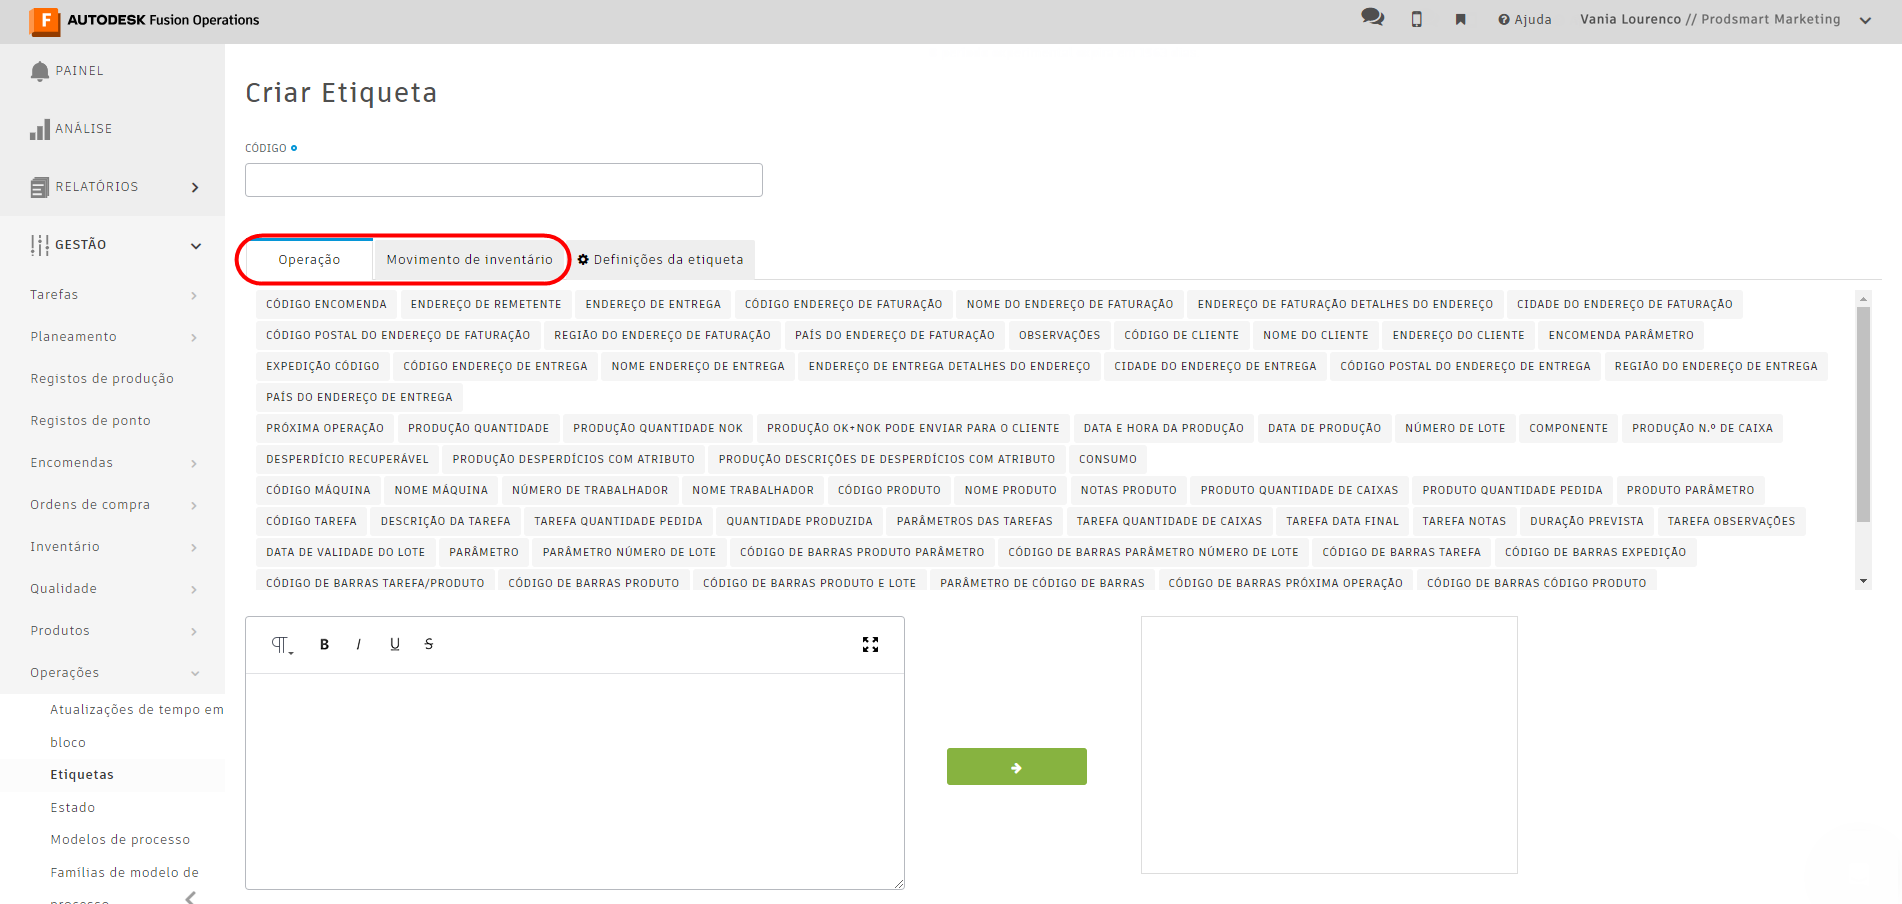 F AUTODESK Fusion Operations
Ajuda
Vania Lourenco // Prodsmart Marketing
PAINEL
ANÁLISE
RELATÓRIOS
GESTÃO
Tarefas
Planeamento
Registos de produção
Registos de ponto
Encomendas
Ordens de compra
Inventário
Qualidade
Produtos
Operações
Atualizações de tempo em
bloco
Etiquetas
Estado
Modelos de processo
Famílias de modelo de
processo
Criar Etiqueta
CÓDIGO
Operação Movimento de inventário Definições da etiqueta
CÓDIGO ENCOMENDA ENDEREÇO DE REMETENTE ENDEREÇO DE ENTREGA CÓDIGO ENDEREÇO DE FATURAÇÃO NOME DO ENDEREÇO DE FATURAÇÃO ENDEREÇO DE FATURAÇÃO DETALHES DO ENDEREÇO CIDADE DO ENDEREÇO DE FATURAÇÃO
CÓDIGO POSTAL DO ENDEREÇO DE FATURAÇÃO REGIÃO DO ENDEREÇO DE FATURAÇÃO PAÍS DO ENDEREÇO DE FATURAÇÃO OBSERVAÇÕES CÓDIGO DE CLIENTE NOME DO CLIENTE ENDEREÇO DO CLIENTE ENCOMENDA PARÂMETRO
EXPEDIÇÃO CÓDIGO CÓDIGO ENDEREÇO DE ENTREGA NOME ENDEREÇO DE ENTREGA ENDEREÇO DE ENTREGA DETALHES DO ENDEREÇO CIDADE DO ENDEREÇO DE ENTREGA CÓDIGO POSTAL DO ENDEREÇO DE ENTREGA REGIÃO DO ENDEREÇO DE ENTREGA
PAÍS DO ENDEREÇO DE ENTREGA
PRÓXIMA OPERAÇÃO PRODUÇÃO QUANTIDADE PRODUÇÃO QUANTIDADE NOK PRODUÇÃO OK+NOK PODE ENVIAR PARA O CLIENTE DATA E HORA DA PRODUÇÃO DATA DE PRODUÇÃO NÚMERO DE LOTE COMPONENTE PRODUÇÃO N.º DE CAIXA
DESPERDÍCIO RECUPERÁVEL PRODUÇÃO DESPERDÍCIOS COM ATRIBUTO PRODUÇÃO DESCRIÇÕES DE DESPERDÍCIOS COM ATRIBUTO CONSUMO
CÓDIGO MÁQUINA NOME MÁQUINA NÚMERO DE TRABALHADOR NOME TRABALHADOR CÓDIGO PRODUTO NOME PRODUTO NOTAS PRODUTO PRODUTO QUANTIDADE DE CAIXAS PRODUTO QUANTIDADE PEDIDA PRODUTO PARÂMETRO
CÓDIGO TAREFA DESCRIÇÃO DA TAREFA TAREFA QUANTIDADE PEDIDA QUANTIDADE PRODUZIDA PARÂMETROS DAS TAREFAS TAREFA QUANTIDADE DE CAIXAS TAREFA DATA FINAL TAREFA NOTAS DURAÇÃO PREVISTA TAREFA OBSERVAÇÕES
DATA DE VALIDADE DO LOTE PARÂMETRO PARÂMETRO NÚMERO DE LOTE CÓDIGO DE BARRAS PRODUTO PARÂMETRO CÓDIGO DE BARRAS PARÂMETRO NÚMERO DE LOTE CÓDIGO DE BARRAS TAREFA CÓDIGO DE BARRAS EXPEDIÇÃO
CÓDIGO DE BARRAS TAREFA/PRODUTO CÓDIGO DE BARRAS PRODUTO CÓDIGO DE BARRAS PRODUTO E LOTE PARÂMETRO DE CÓDIGO DE BARRAS CÓDIGO DE BARRAS PRÓXIMA OPERAÇÃO CÓDIGO DE BARRAS CÓDIGO PRODUTO
B I U S